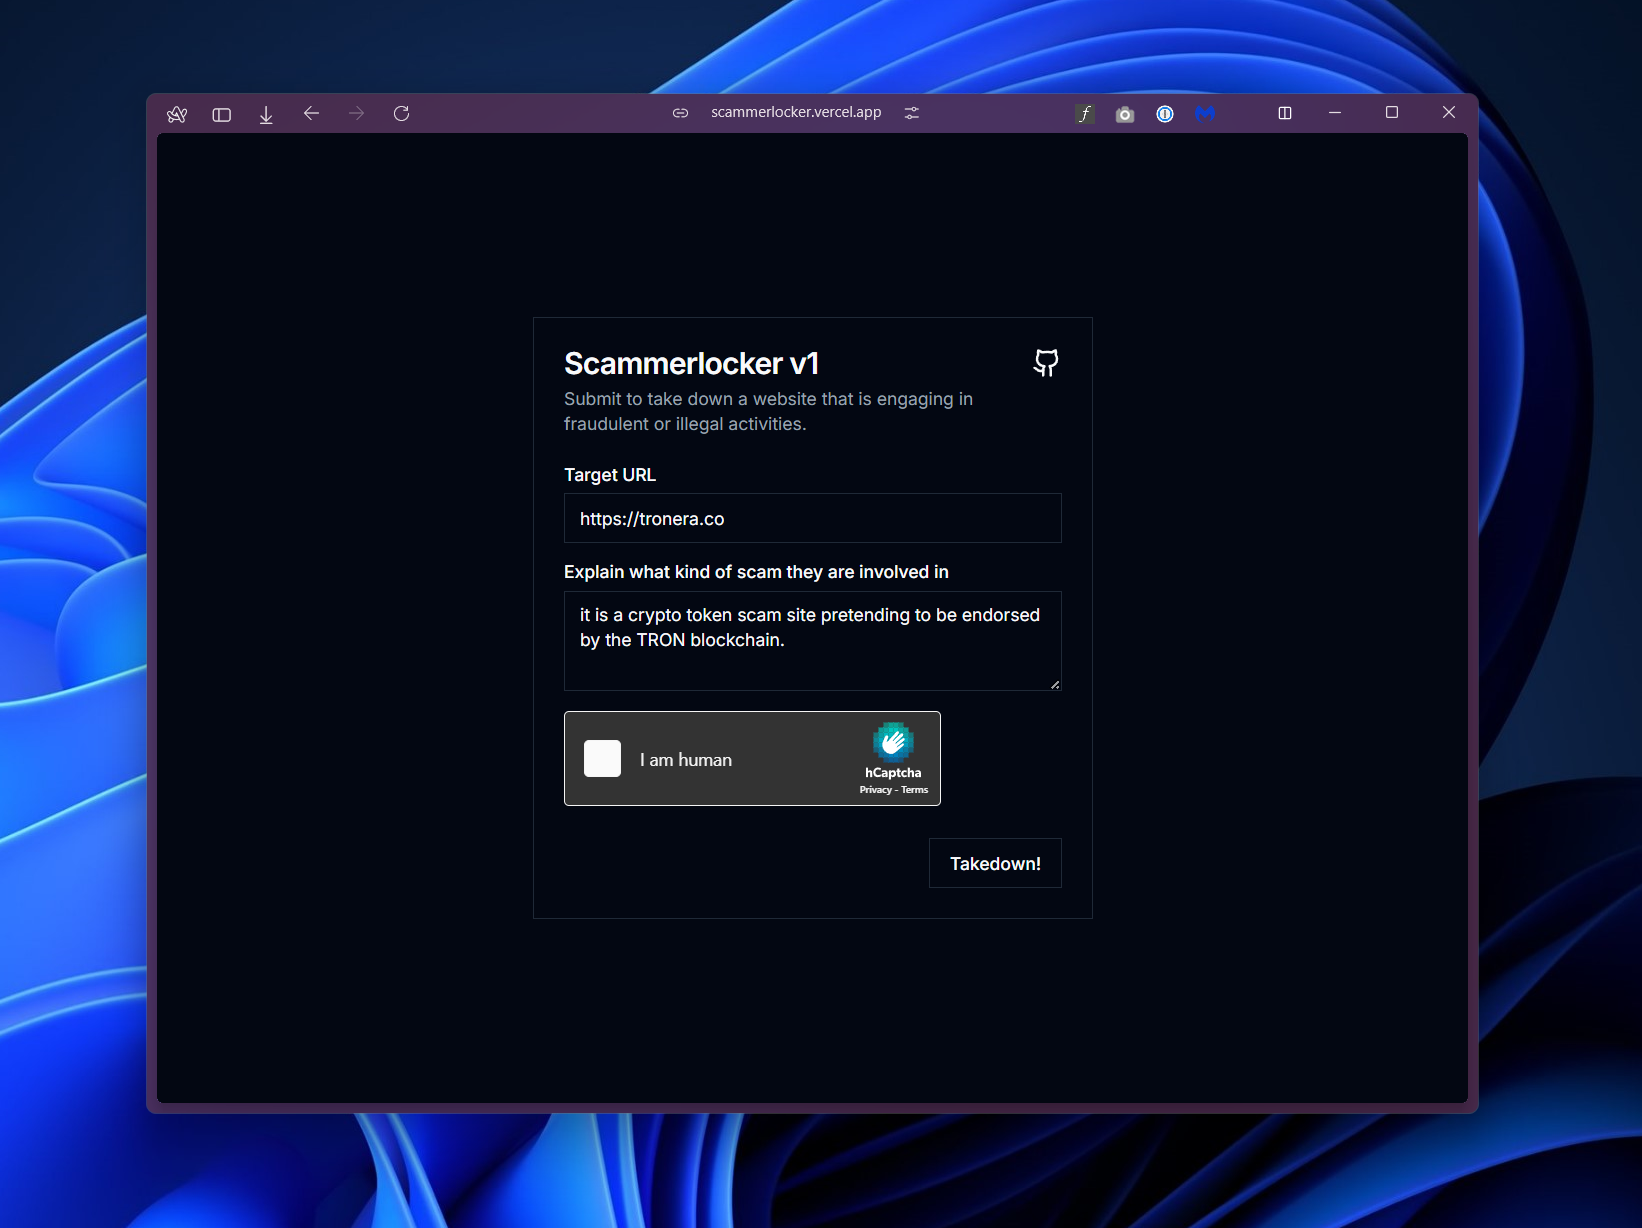 scammerlocker.vercel.app
Scammerlocker v1
Submit to take down a website that is engaging in
fraudulent or illegal activities.
Target URL
https://tronera.co
Explain what kind of scam they are involved in
it is a crypto token scam site pretending to be endorsed
by the TRON blockchain.
I am human
hCaptcha
Privacy - Terms
Takedown!